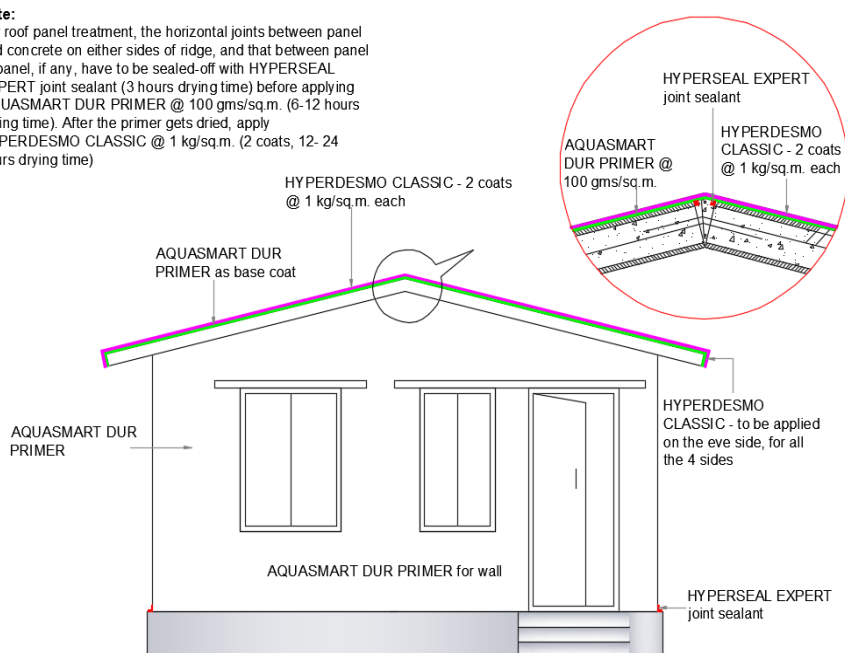 te:
roof panel treatment, the horizontal joints between panel
d concrete on either sides of ridge, and that between panel
panel, if any, have to be sealed-off with HYPERSEAL
PERT joint sealant (3 hours drying time) before applying
UASMART DUR PRIMER @ 100 gms/sq.m. (6-12 hours
ing time). After the primer gets dried, apply
PERDESMO CLASSIC @ 1 kg/sq.m. (2 coats, 12- 24
urs drying time)
HYPERSEAL EXPERT
joint sealant
AQUASMART
DUR PRIMER @
100 gms/sq.m.
HYPERDESMO
CLASSIC - 2 coats
@ 1 kg/sq.m. each
HYPERDESMO CLASSIC - 2 coats
@ 1 kg/sq.m. each
AQUASMART DUR
PRIMER as base coat
AQUASMART DUR
PRIMER
HYPERDESMO
CLASSIC - to be applied
on the eve side, for all
the 4 sides
AQUASMART DUR PRIMER for wall
HYPERSEAL EXPERT
joint sealant